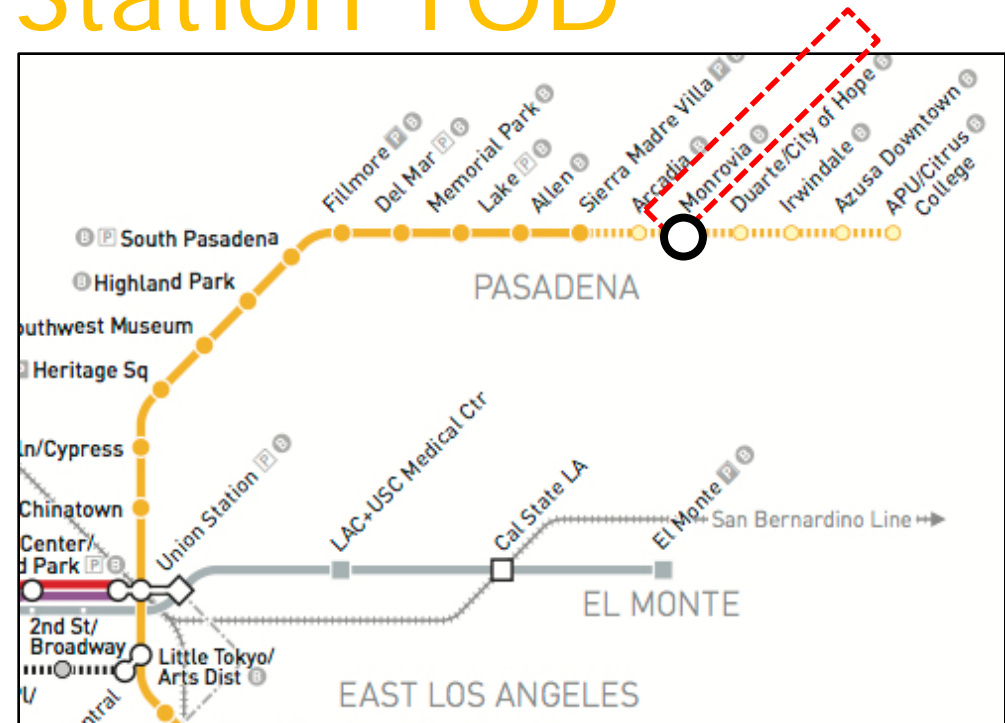 Station TOD
Fillmore P B
Del Mar P B
Memorial Park B
Lake P B
Allen B
Sierra Madre Villa P B
Arcadia B
Monrovia B
Duarte/City of Hope B
Irwindale B
Azusa Downtown B
APU/Citrus B
College
B P South Pasadena
B Highland Park
PASADENA
outhwest Museum
Heritage Sq
ln/Cypress
Chinatown
Union Station P B
LAC+USC Medical Ctr
Cal State LA
El Monte P B
San Bernardino Line
Center/
d Park P B
EL MONTE
2nd St/
Broadway
Little Tokyo/
Arts Dist B
EAST LOS ANGELES
ntral